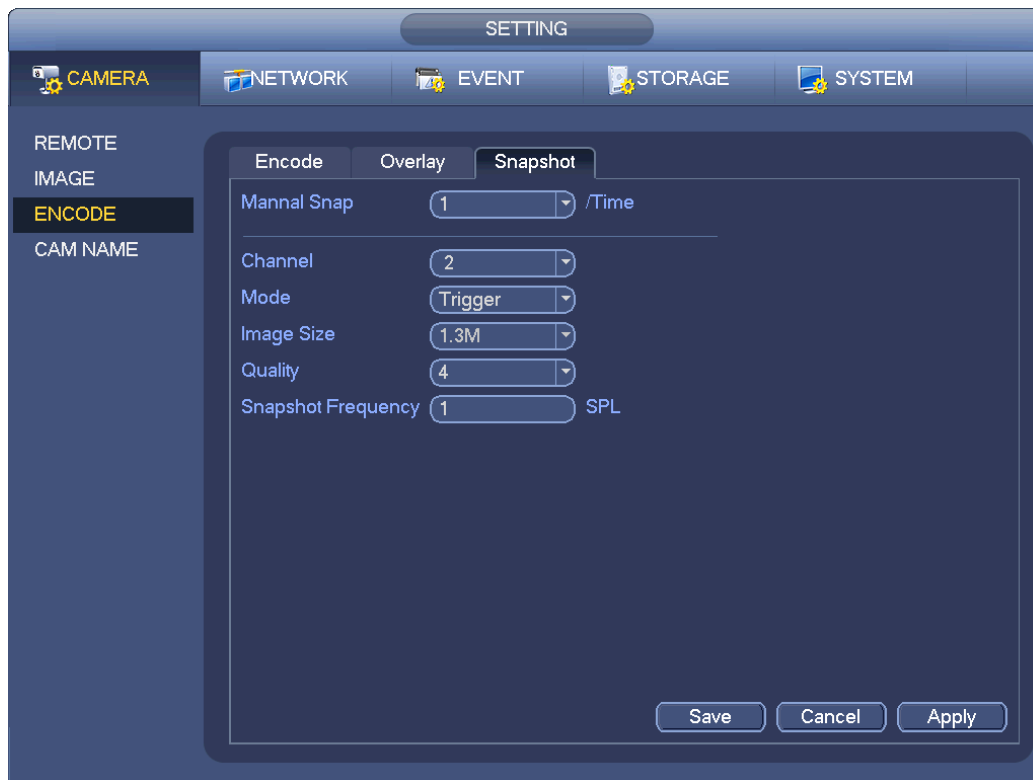 SETTING
CAMERA NETWORK EVENT STORAGE SYSTEM
REMOTE
IMAGE
ENCODE
CAM NAME
Encode Overlay Snapshot
Mannal Snap 1 /Time
Channel 2
Mode Trigger
Image Size 1.3M
Quality 4
Snapshot Frequency 1 SPL
Save Cancel Apply